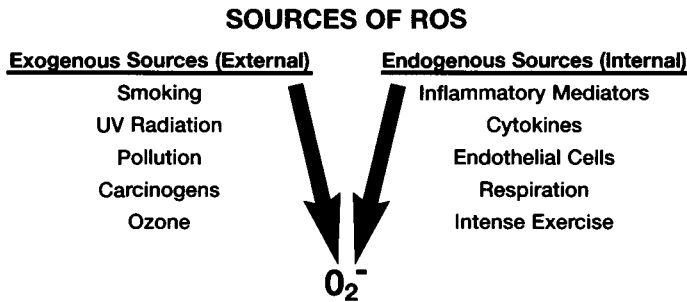 SOURCES OF ROS
Exogenous Sources (External)
Smoking
UV Radiation
Pollution
Carcinogens
Ozone
Endogenous Sources (Internal)
Inflammatory Mediators
Cytokines
Endothelial Cells
Respiration
Intense Exercise
O₂⁻